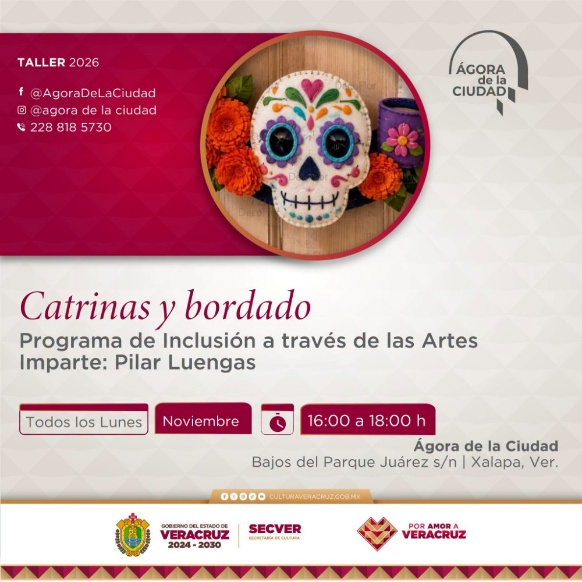 TALLER 2026
@AgoraDeLaCiudad
@agora de la ciudad
228 818 5730
ÁGORA
de la
CIUDAD
Catrinas y bordado
Programa de Inclusión a través de las Artes
Imparte: Pilar Luengas
Todos los Lunes
Noviembre
16:00 a 18:00 h
Ágora de la Ciudad
Bajos del Parque Juárez s/n | Xalapa, Ver.
CULTURAVERACRUZ.GOB.MX
GOBIERNO DEL ESTADO DE
VERACRUZ
2024 - 2030
SECVER
SECRETARÍA DE CULTURA
POR AMOR A
VERACRUZ